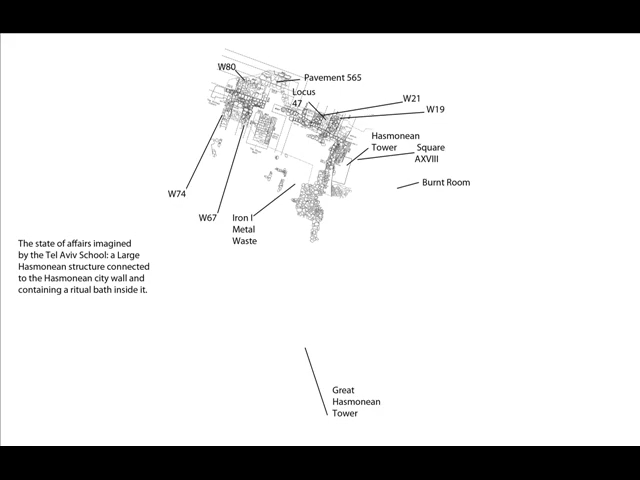 W80
Pavement 565
Locus
47
W21
W19
Hasmonean
Tower
Square
AXVIII
Burnt Room
W74
W67
Iron I
Metal
Waste
The state of affairs imagined
by the Tel Aviv School: a Large
Hasmonean structure connected
to the Hasmonean city wall and
containing a ritual bath inside it.
Great
Hasmonean
Tower